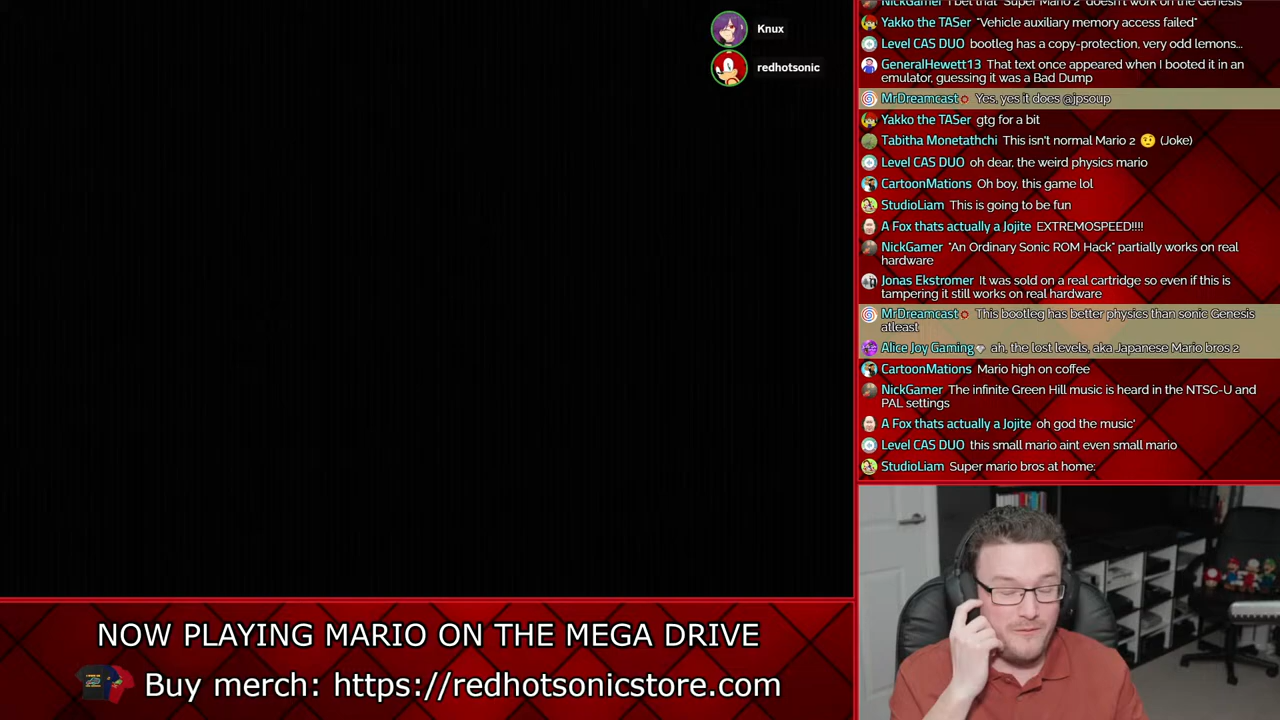 Knux
redhotsonic
NickGamer I bet that "Super Mario 2" doesn't work on the Genesis
Yakko the TASer "Vehicle auxiliary memory access failed"
Level CAS DUO bootleg has a copy-protection, very odd lemons...
GeneralHewett13 That text once appeared when I booted it in an
emulator, guessing it was a Bad Dump
MrDreamcast Yes, yes it does @jpsoup
Yakko the TASer gtg for a bit
Tabitha Monetathchi This isn't normal Mario 2 🤨 (Joke)
Level CAS DUO oh dear, the weird physics mario
CartoonMations Oh boy, this game lol
StudioLiam This is going to be fun
A Fox thats actually a Jojite EXTREMOSPEED!!!!
NickGamer "An Ordinary Sonic ROM Hack" partially works on real
hardware
Jonas Ekstromer It was sold on a real cartridge so even if this is
tampering it still works on real hardware
MrDreamcast This bootleg has better physics than sonic Genesis
atleast
Alice Joy Gaming ah, the lost levels, aka Japanese Mario bros 2
CartoonMations Mario high on coffee
NickGamer The infinite Green Hill music is heard in the NTSC-U and
PAL settings
A Fox thats actually a Jojite oh god the music'
Level CAS DUO this small mario aint even small mario
StudioLiam Super mario bros at home:
NOW PLAYING MARIO ON THE MEGA DRIVE
Buy merch: https://redhotsonicstore.com